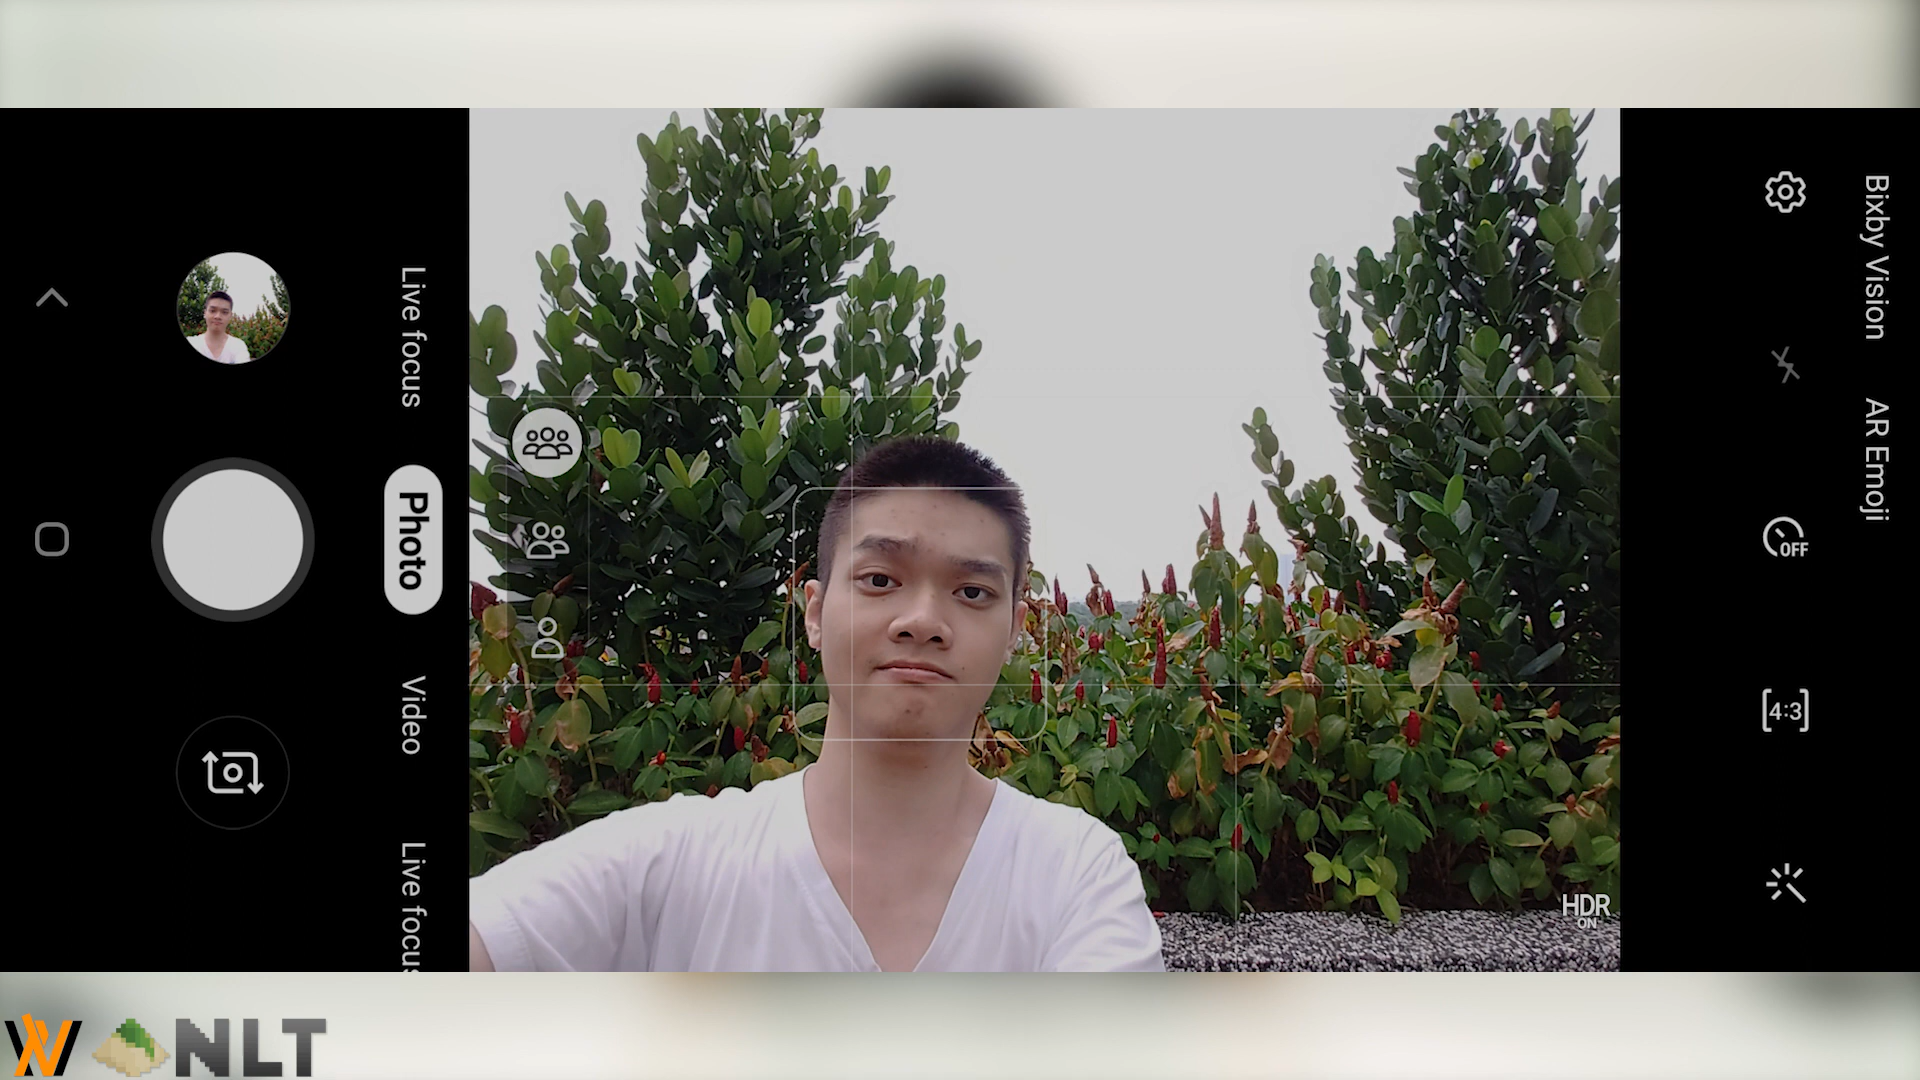 Live focus
Photo
Video
Live focus
Bixby Vision
AR Emoji
OFF
4:3
HDR
ON
NLT